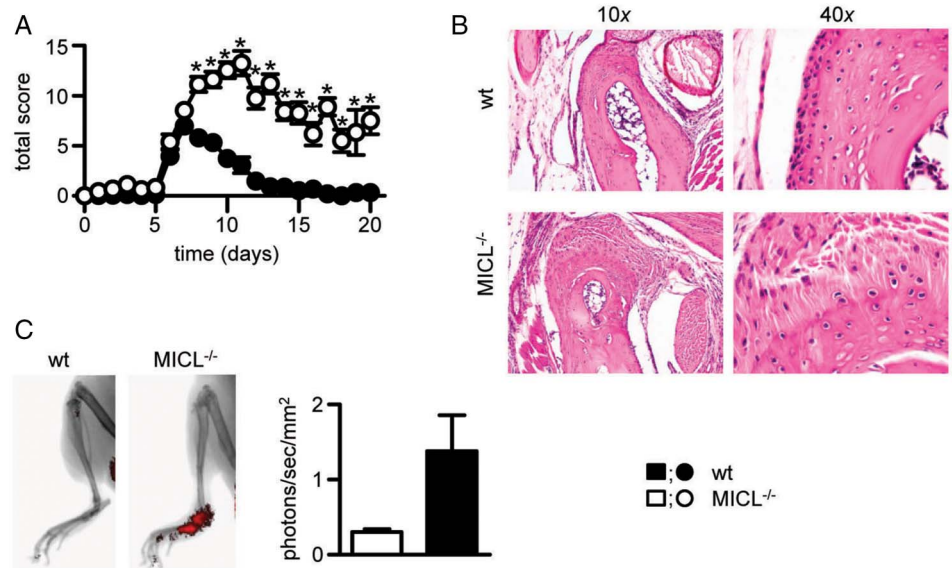 A
total score
15
10
5
0
* * * * * * * * * * * * *
0 5 10 15 20
time (days)
B
10x 40x
wt
MICL-/-
C
wt MICL-/-
photons/sec/mm2
2
1
0
■;● wt
□;○ MICL-/-